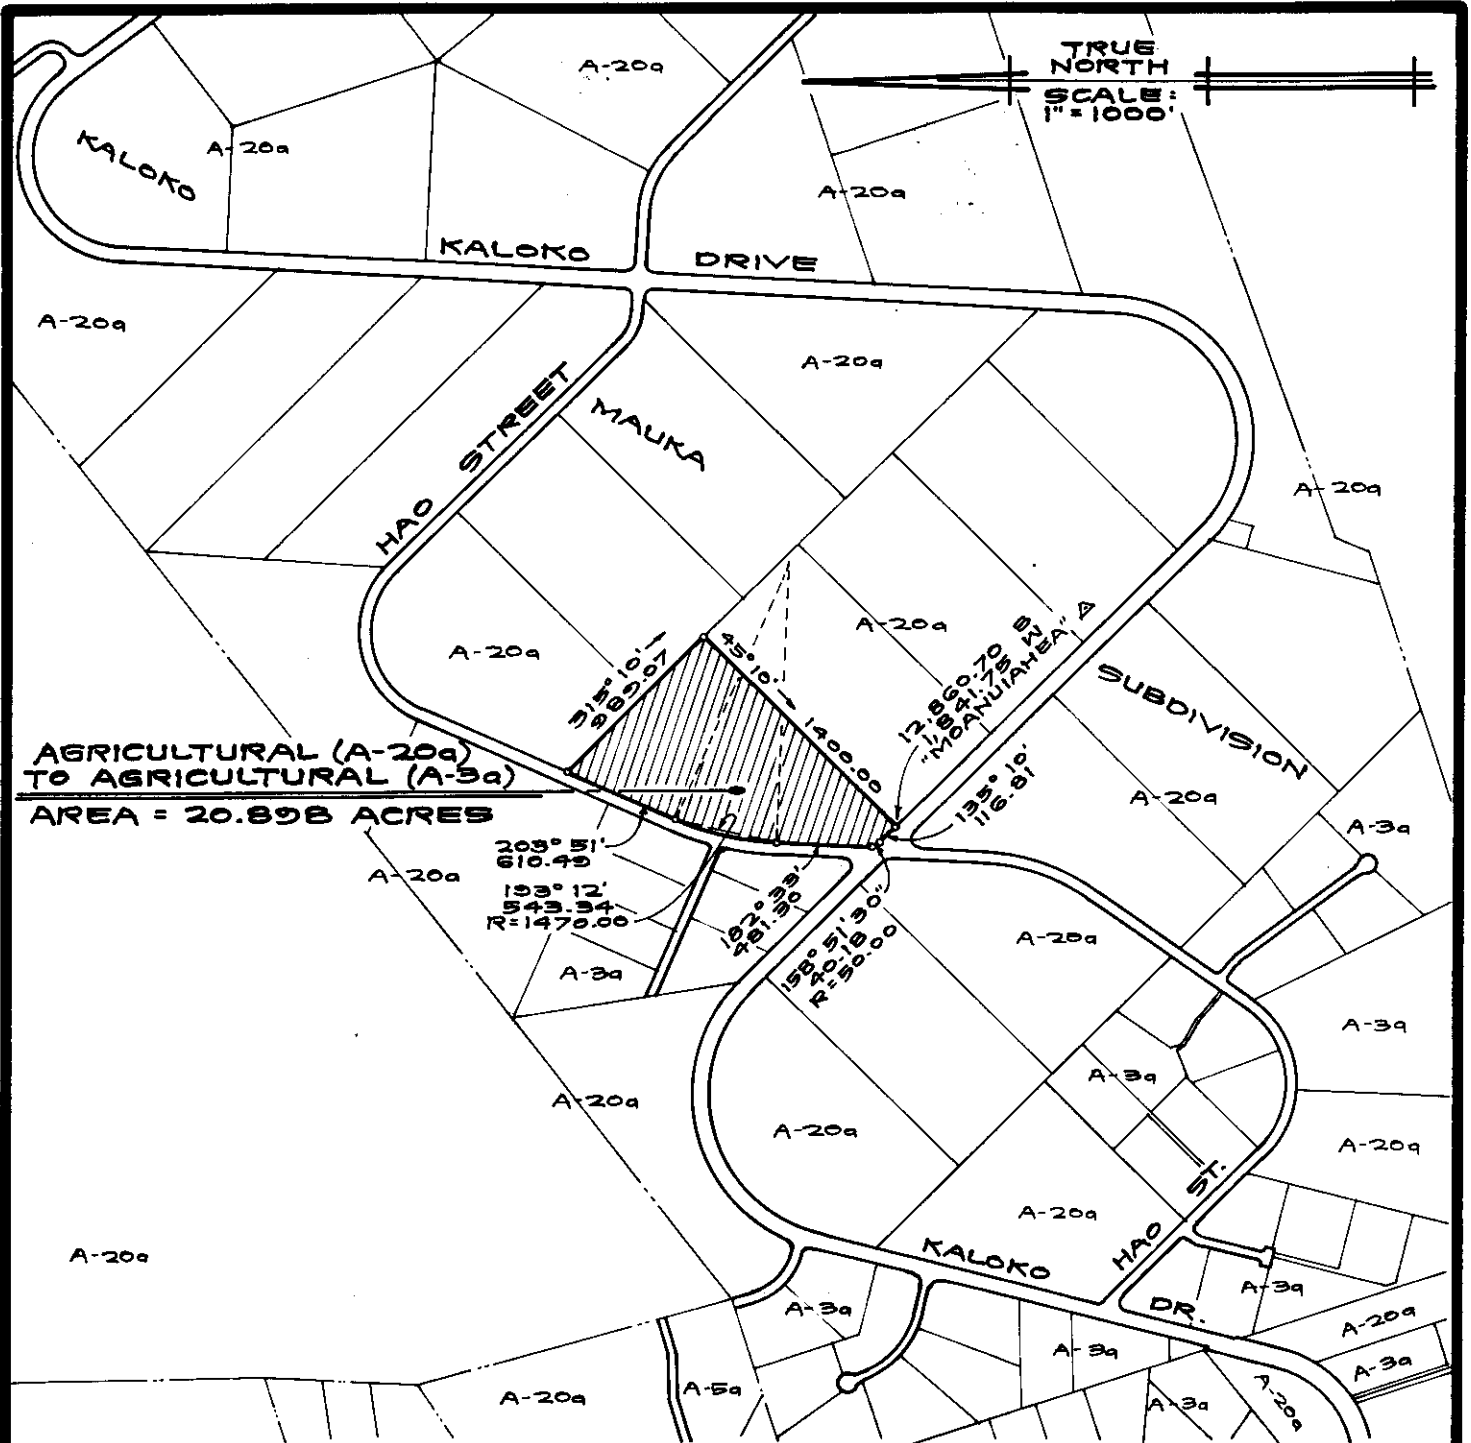 TRUE
NORTH
SCALE:
1" = 1000'
A-20a
KALOKO
A-20a
A-20a
KALOKO DRIVE
A-20a
A-20a
HAO STREET
MAUKA
A-20a
A-20a
A-20a
315° 10'
989.07
45° 10' 1400.00
12,860.70 
1,841.75 W
"MOANUIAHEA"
SUBDIVISION
AGRICULTURAL (A-20a)
TO AGRICULTURAL (A-3a)
AREA = 20.898 ACRES
135° 10'
116.81
A-20a
A-3a
203° 51'
610.49
193° 12'
543.34
R=1470.00
A-20a
182° 33'
481.30
158° 51' 30"
40.18
R=50.00
A-20a
A-3a
A-3a
A-3a
A-20a
A-20a
A-20a
HAO ST.
A-20a
A-20a
KALOKO DR.
A-3a
A-3a
A-20a
A-3a
A-3a
A-20a
A-5a
A-3a
A-20a